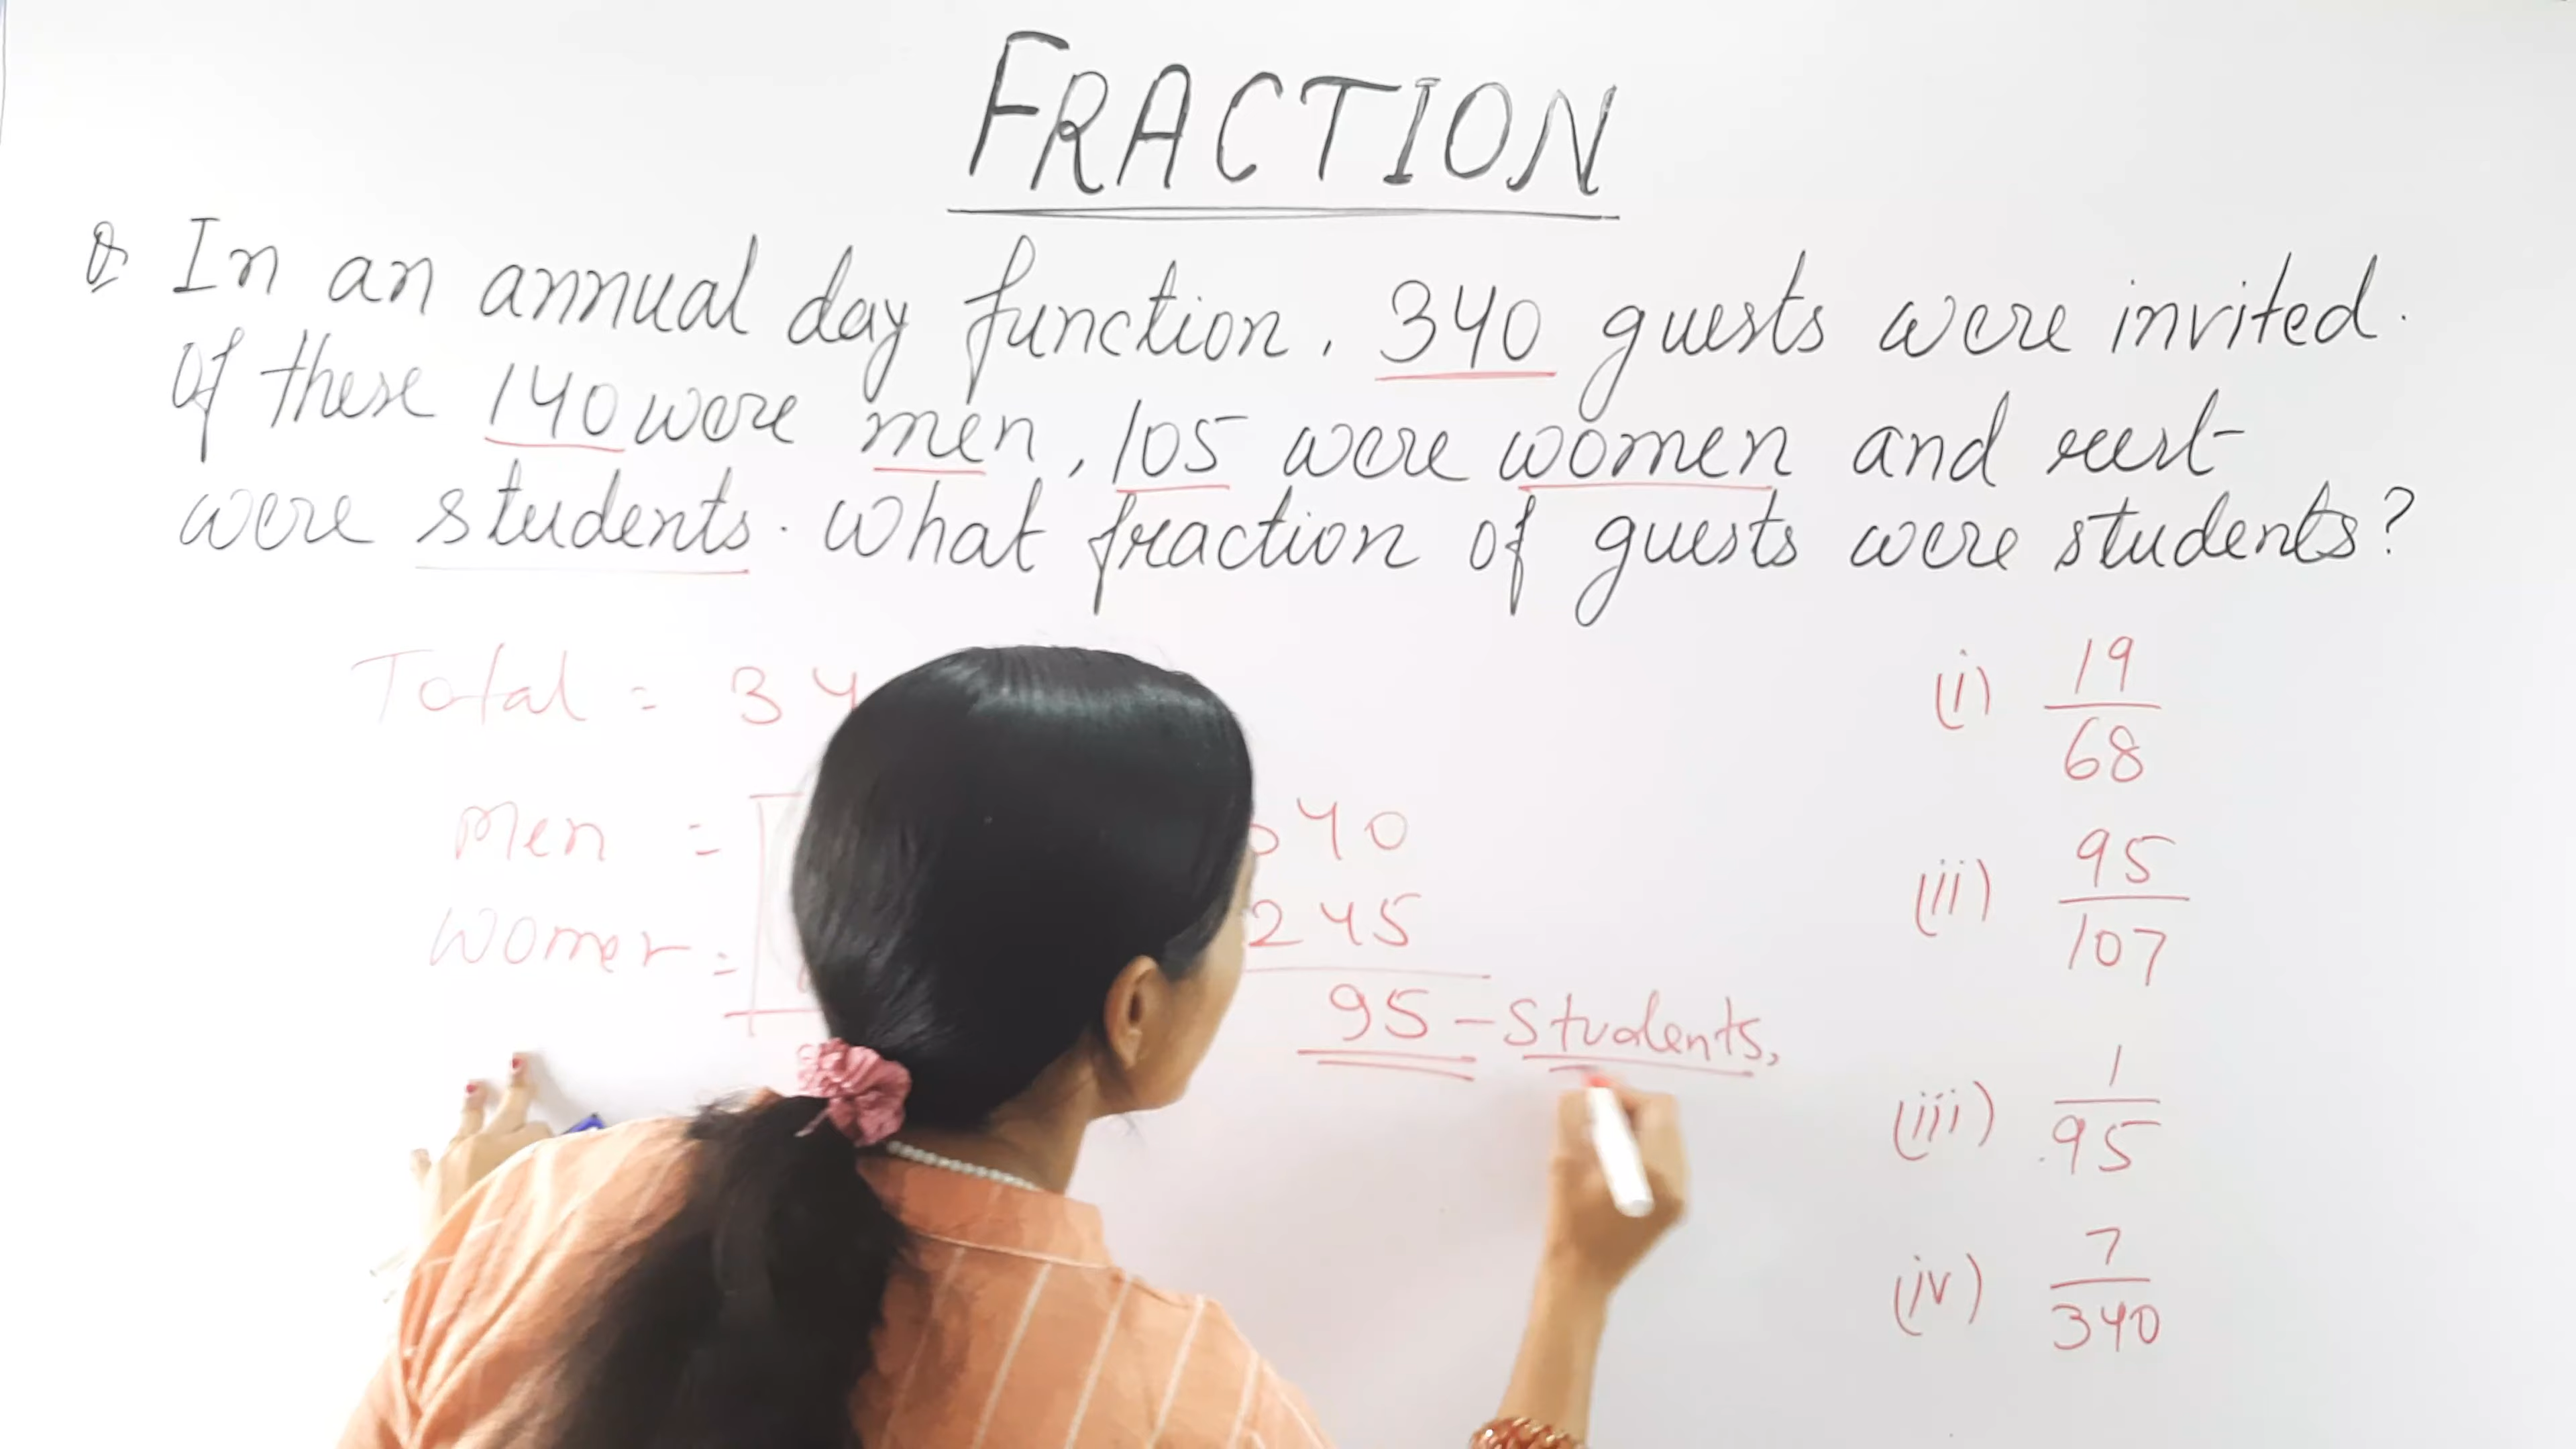 FRACTION
Q In an annual day function, 340 guests were invited.
Of these 140 were men, 105 were women and rest
were students. What fraction of guests were students?
Total = 34
Men =
Women =
340
245
95 - Students,
(i) 19/68
(ii) 95/107
(iii) 1/95
(iv) 7/340